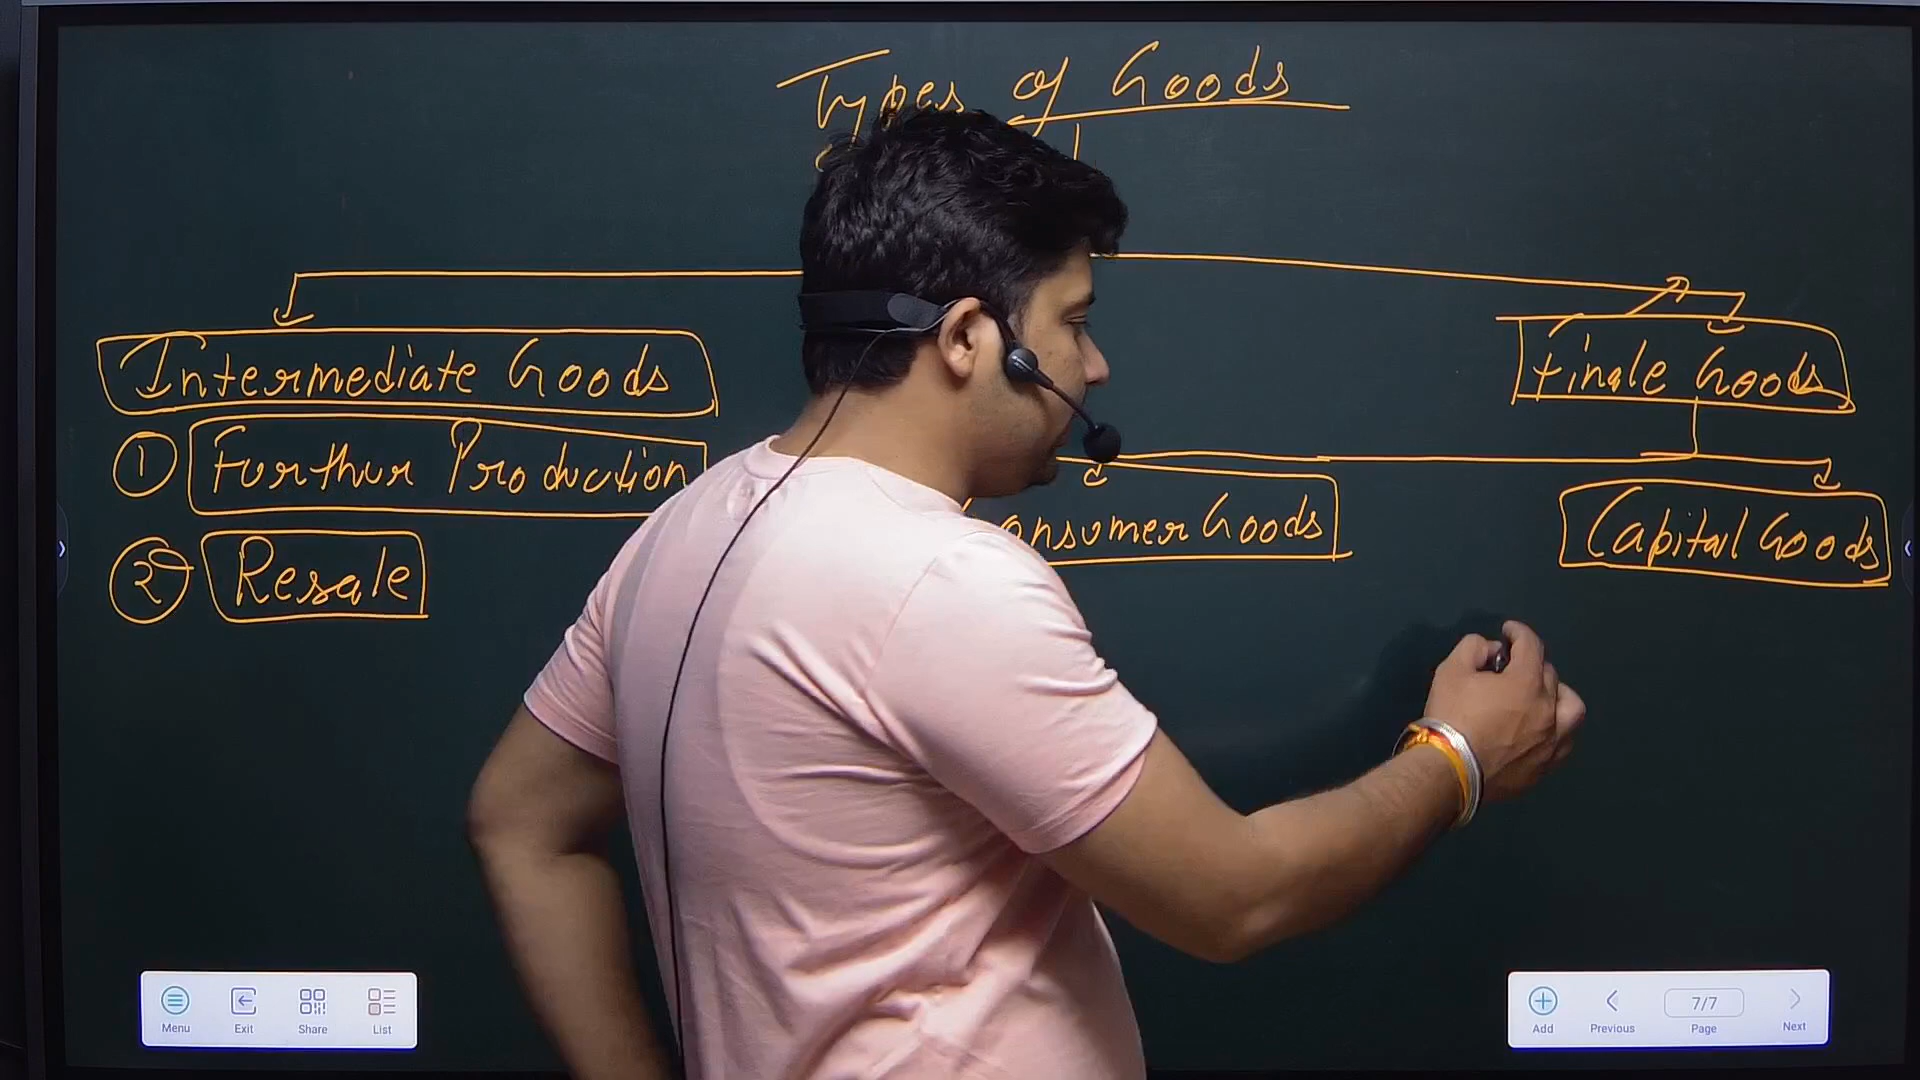 Types of Goods
Intermediate Goods
Finale Goods
① Furthur Production
② Resale
onsumer Goods
Capital Goods
Menu Exit Share List
Add Previous 7/7 Page Next